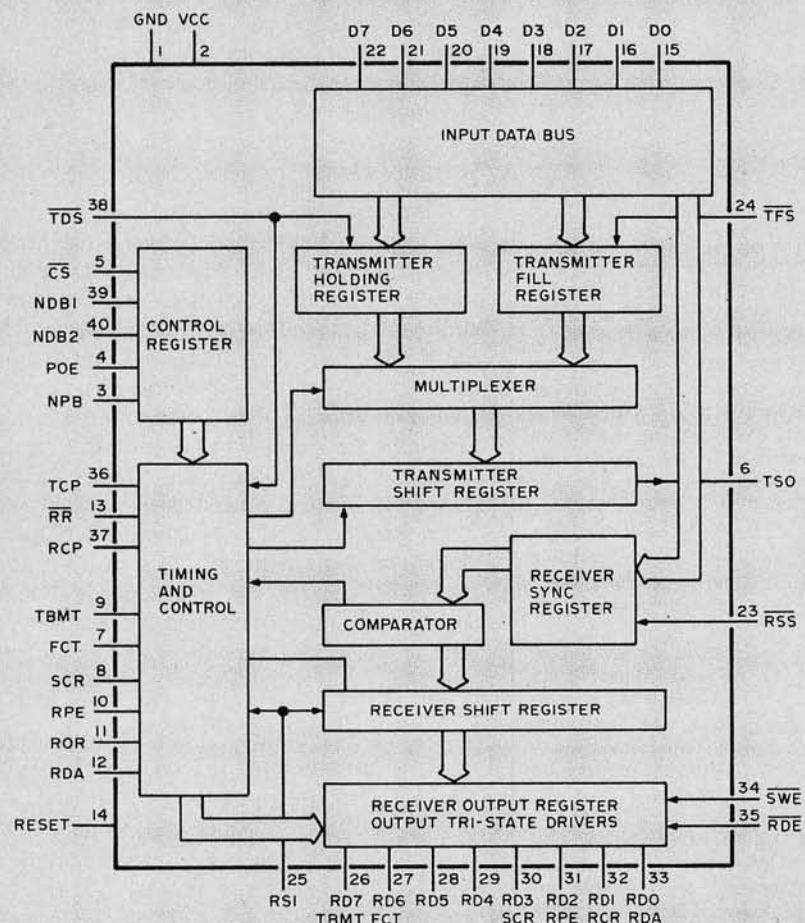 GND VCC
1 2
D7 D6 D5 D4 D3 D2 D1 D0
22 21 20 19 18 17 16 15
INPUT DATA BUS
TDS 38
24 TFS
CS 5
NDB1 39
NDB2 40
POE 4
NPB 3
CONTROL
REGISTER
TRANSMITTER
HOLDING
REGISTER
TRANSMITTER
FILL
REGISTER
MULTIPLEXER
TRANSMITTER
SHIFT REGISTER
6 TSO
TCP 36
RR 13
RCP 37
TBMT 9
FCT 7
SCR 8
RPE 10
ROR 11
RDA 12
TIMING
AND
CONTROL
RECEIVER
SYNC
REGISTER
COMPARATOR
23 RSS
RECEIVER SHIFT REGISTER
RECEIVER OUTPUT REGISTER
OUTPUT TRI-STATE DRIVERS
34 SWE
35 RDE
RESET 14
25 26 27 28 29 30 31 32 33
RSI RD7 RD6 RD5 RD4 RD3 RD2 RD1 RD0
TBMT FCT SCR RPE RCR RDA